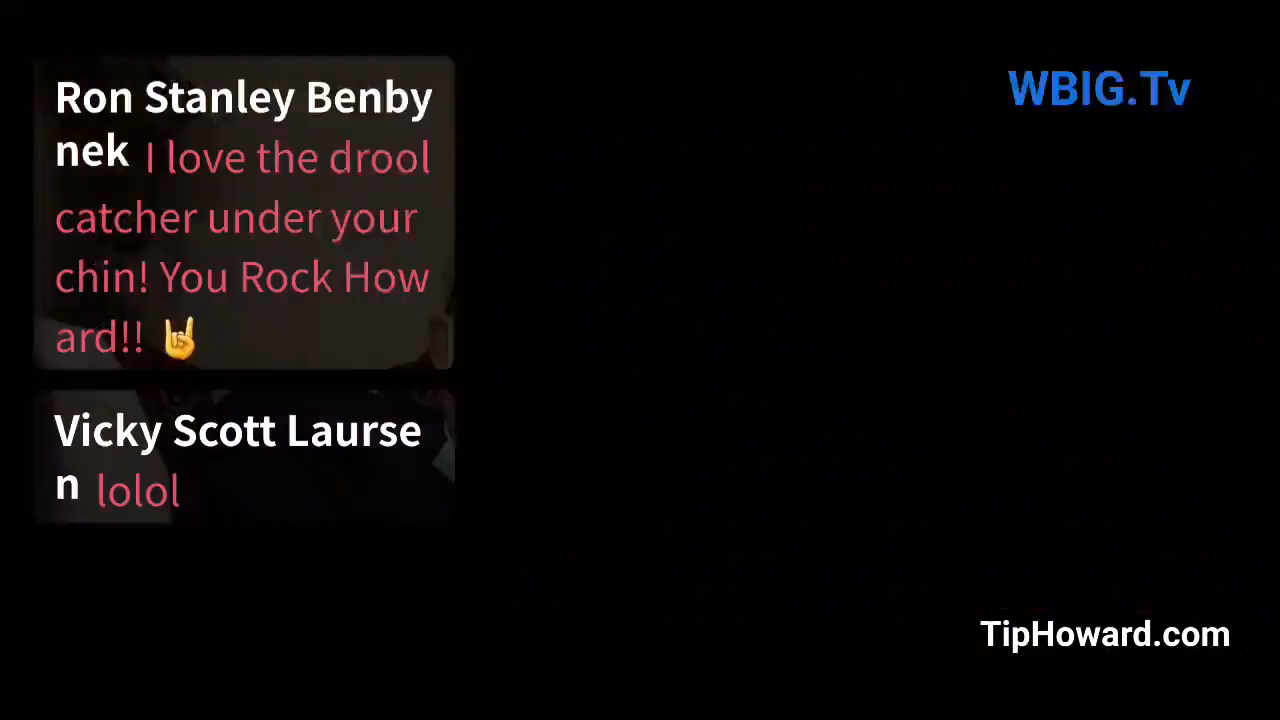 Ron Stanley Benby
nek I love the drool
catcher under your
chin! You Rock How
ard!! 🤘
Vicky Scott Laurse
n lolol
WBIG.Tv
TipHoward.com